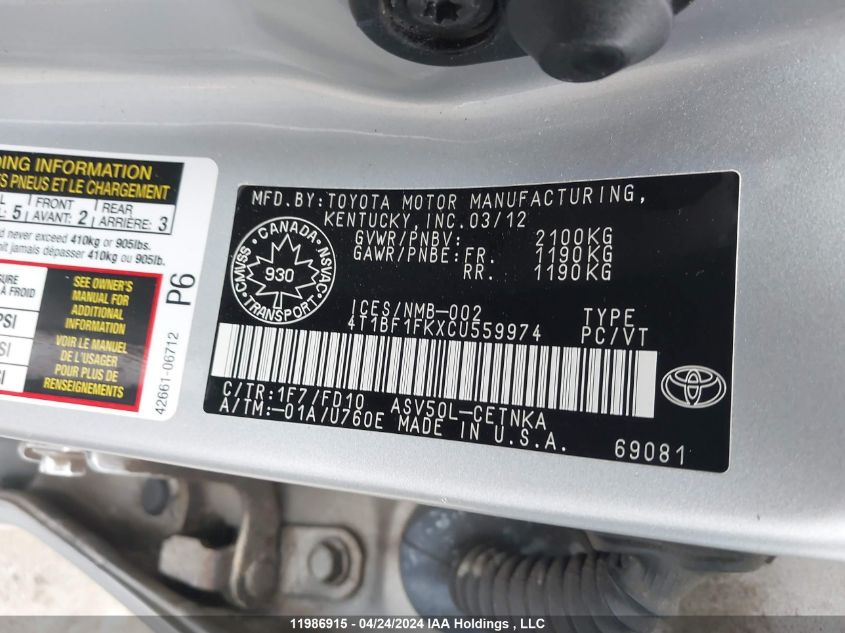 DING INFORMATION
S PNEUS ET LE CHARGEMENT
L : 5 FRONT AVANT: 2 REAR ARRIÈRE: 3
d never exceed 410kg or 905lbs.
it jamais dépasser 410kg ou 905lb.
SURE
À FROID
PSI
SI
SI
SEE OWNER'S
MANUAL FOR
ADDITIONAL
INFORMATION
VOIR LE MANUEL
DE L'USAGER
POUR PLUS DE
RENSEIGNEMENTS
P6
42661-06712
MFD.BY:TOYOTA MOTOR MANUFACTURING,
KENTUCKY,INC.03/12
GVWR/PNBV: 2100KG
GAWR/PNBE: FR. 1190KG
RR. 1190KG
CANADA
CMVSS NSVAC
930
TRANSPORT
ICES/NMB-002 TYPE
4T1BF1FKXCU559974 PC/VT
C/TR:1F7/FD10 ASV50L-CETNKA
A/TM:-01A/U760E MADE IN U.S.A.
69081
11986915 - 04/24/2024 IAA Holdings , LLC